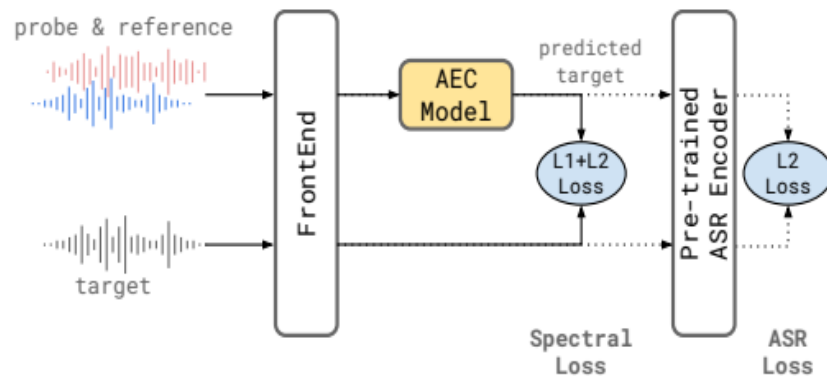 probe & reference
AEC
Model
predicted
target
FrontEnd
L1+L2
Loss
Pre-trained
ASR Encoder
L2
Loss
target
Spectral
Loss
ASR
Loss